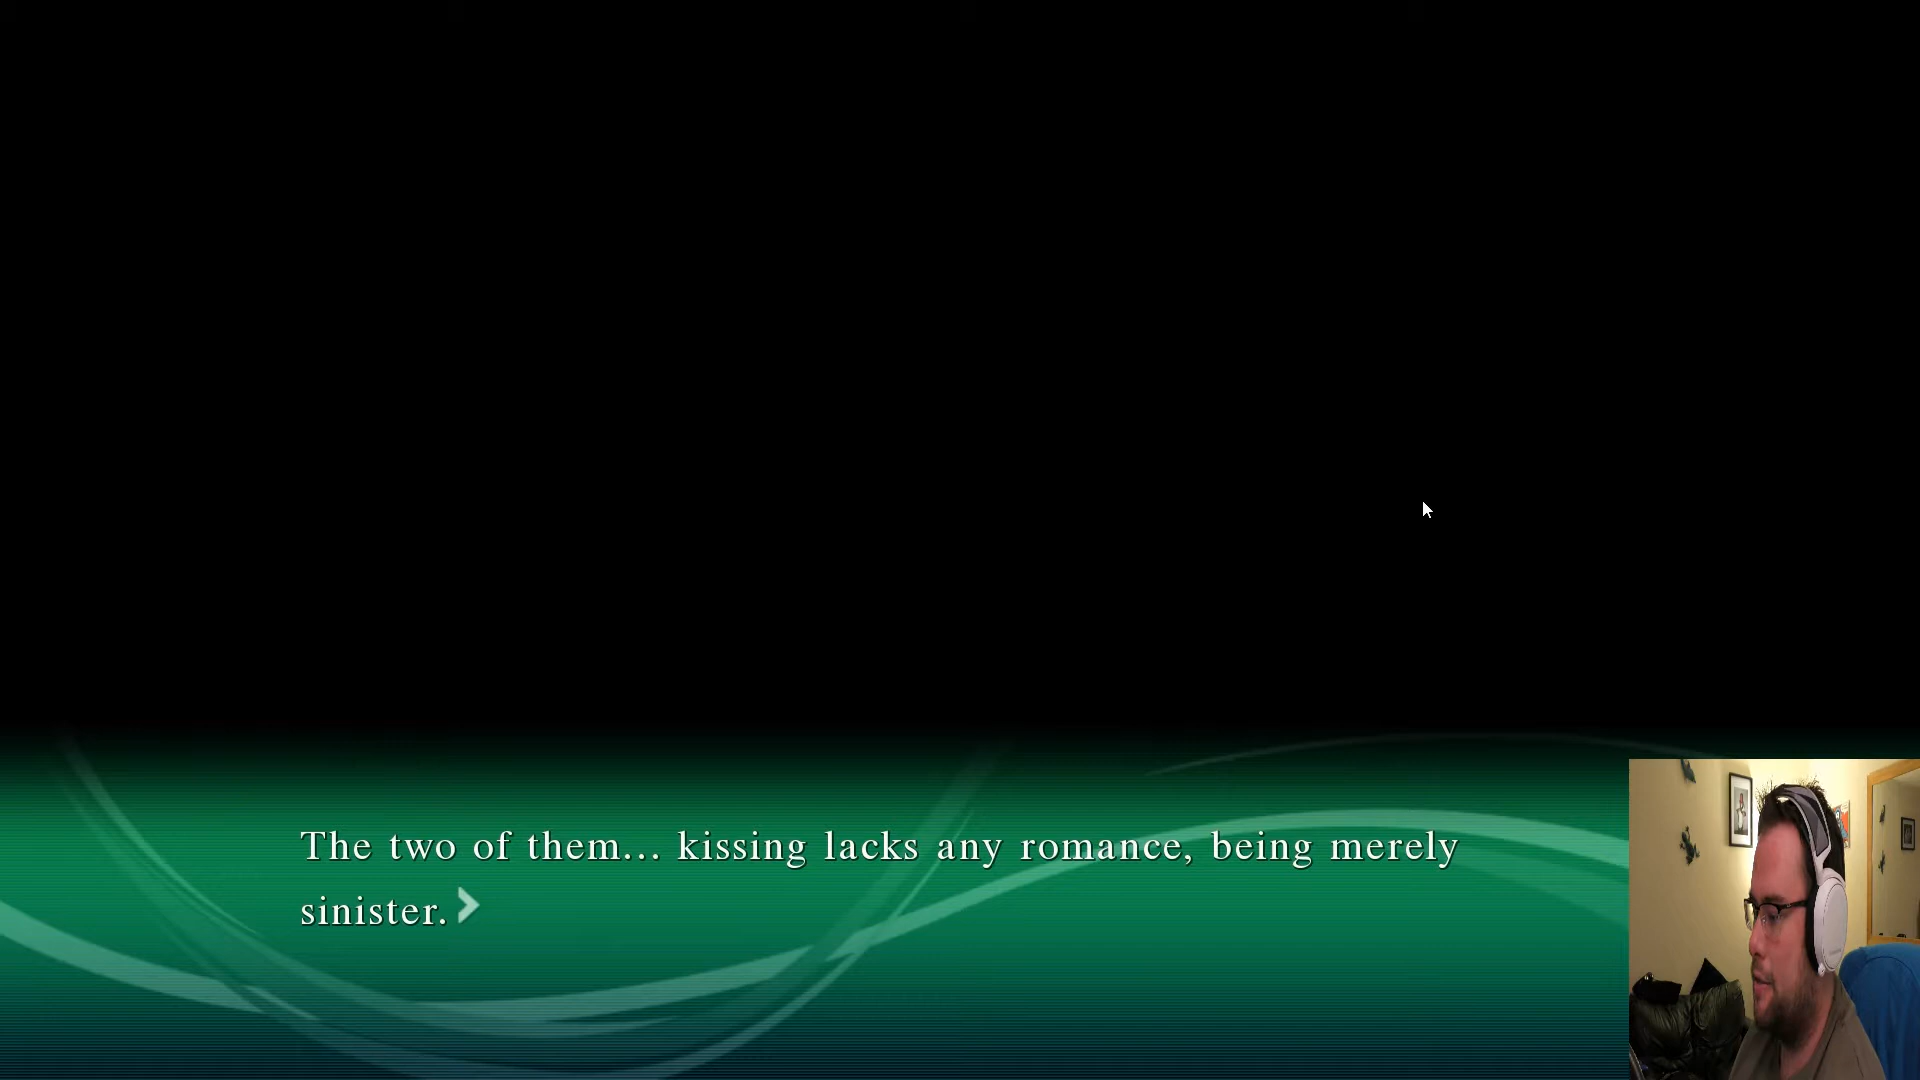 The two of them... kissing lacks any romance, being merely
sinister.